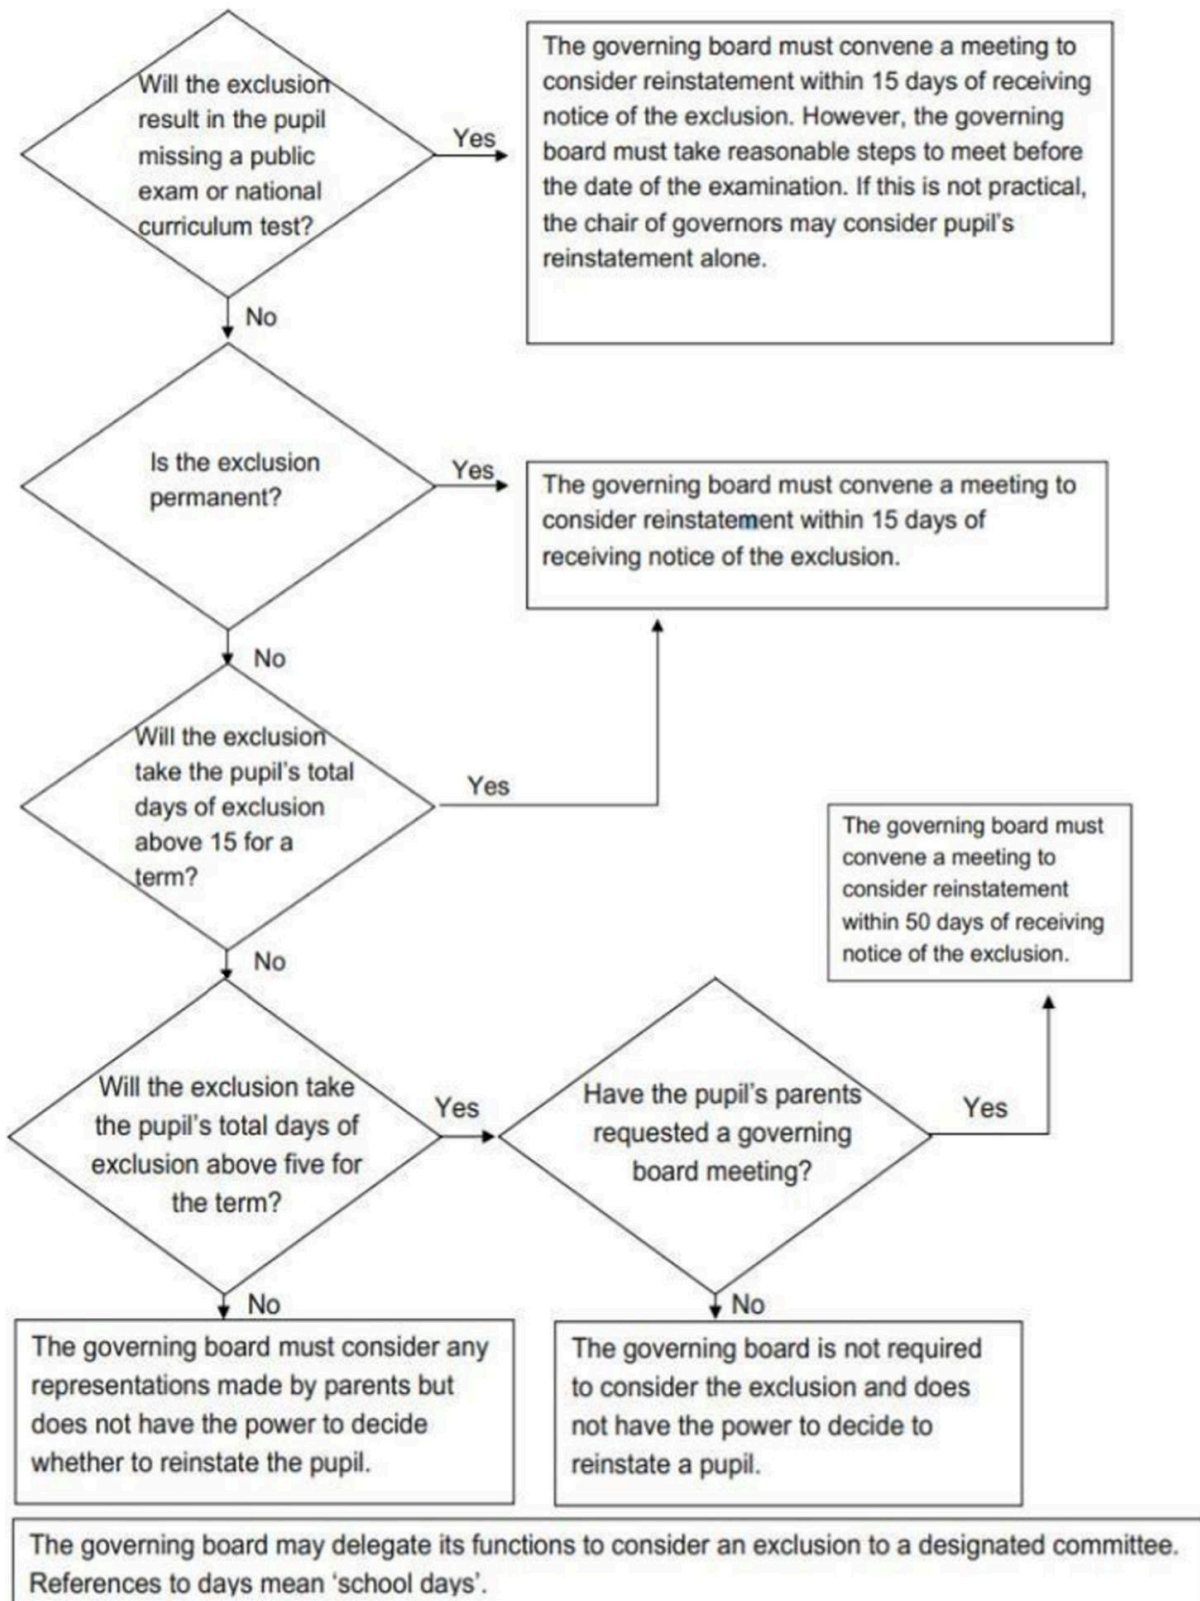 Will the exclusion
result in the pupil
missing a public
exam or national
curriculum test?
Yes
The governing board must convene a meeting to
consider reinstatement within 15 days of receiving
notice of the exclusion. However, the governing
board must take reasonable steps to meet before
the date of the examination. If this is not practical,
the chair of governors may consider pupil's
reinstatement alone.
No
Is the exclusion
permanent?
Yes
The governing board must convene a meeting to
consider reinstatement within 15 days of
receiving notice of the exclusion.
No
Will the exclusion
take the pupil's total
days of exclusion
above 15 for a
term?
Yes
The governing board must
convene a meeting to
consider reinstatement
within 50 days of receiving
notice of the exclusion.
No
Will the exclusion take
the pupil's total days of
exclusion above five for
the term?
Yes
Have the pupil's parents
requested a governing
board meeting?
Yes
No
The governing board must consider any
representations made by parents but
does not have the power to decide
whether to reinstate the pupil.
No
The governing board is not required
to consider the exclusion and does
not have the power to decide to
reinstate a pupil.
The governing board may delegate its functions to consider an exclusion to a designated committee.
References to days mean 'school days'.